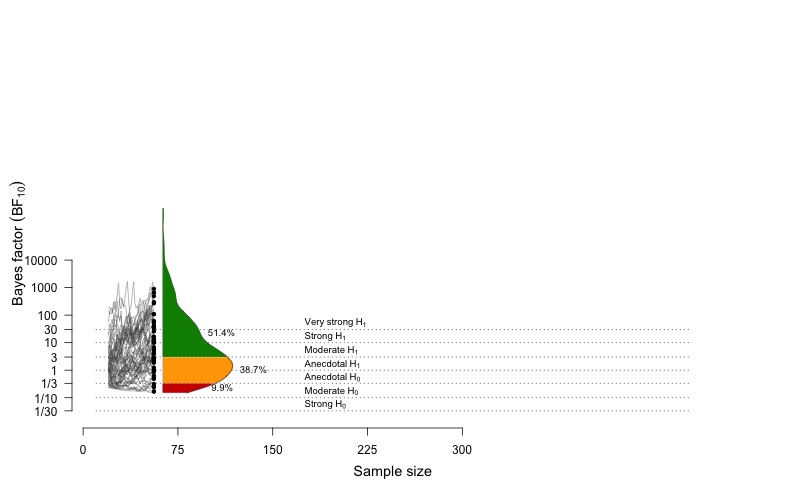 Bayes factor (BF₁₀)
10000
1000
100
30
10
3
1
1/3
1/10
1/30
51.4%
38.7%
9.9%
Very strong H₁
Strong H₁
Moderate H₁
Anecdotal H₁
Anecdotal H₀
Moderate H₀
Strong H₀
0 75 150 225 300
Sample size